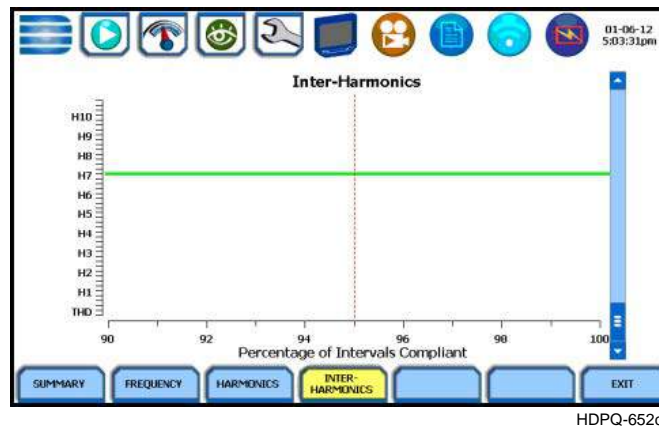 01-06-12
5:03:31pm
Inter-Harmonics
H10
H9
H8
H7
H6
H5
H4
H3
H2
H1
THD
90 92 94 96 98 100
Percentage of Intervals Compliant
SUMMARY FREQUENCY HARMONICS INTER-
HARMONICS EXIT
HDPQ-652c